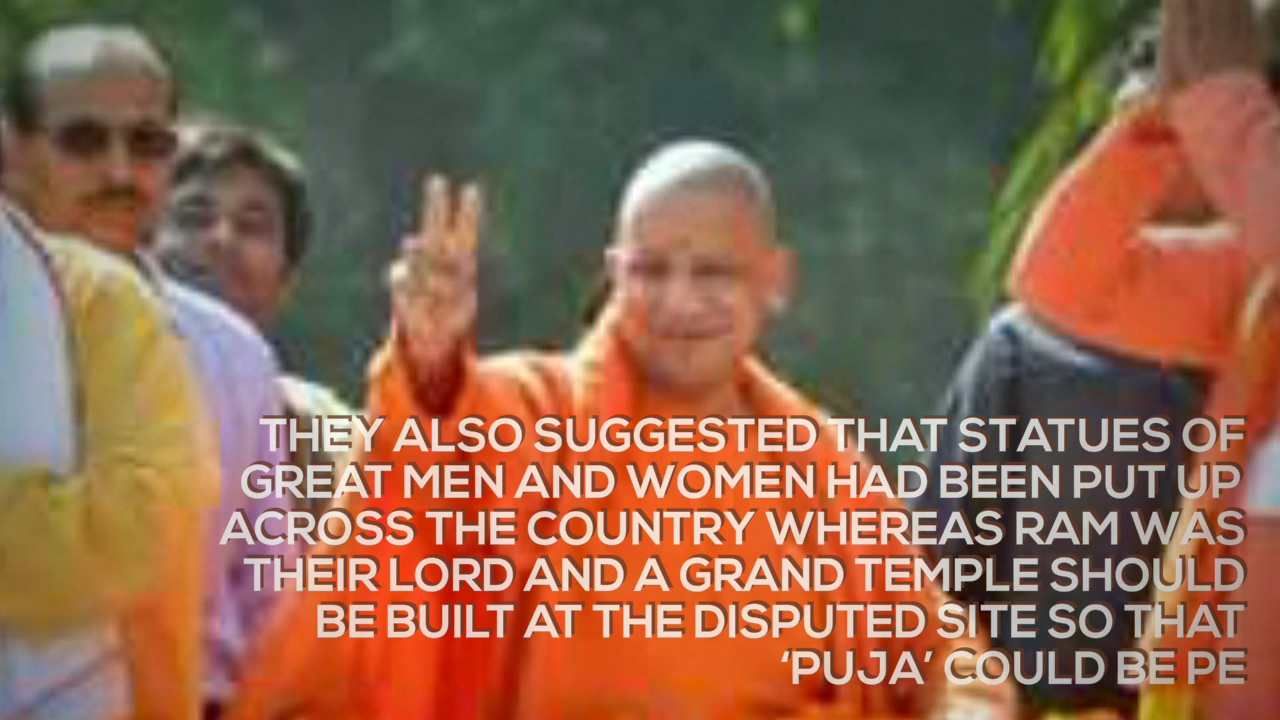 THEY ALSO SUGGESTED THAT STATUES OF
GREAT MEN AND WOMEN HAD BEEN PUT UP
ACROSS THE COUNTRY WHEREAS RAM WAS
THEIR LORD AND A GRAND TEMPLE SHOULD
BE BUILT AT THE DISPUTED SITE SO THAT
‘PUJA’ COULD BE PE